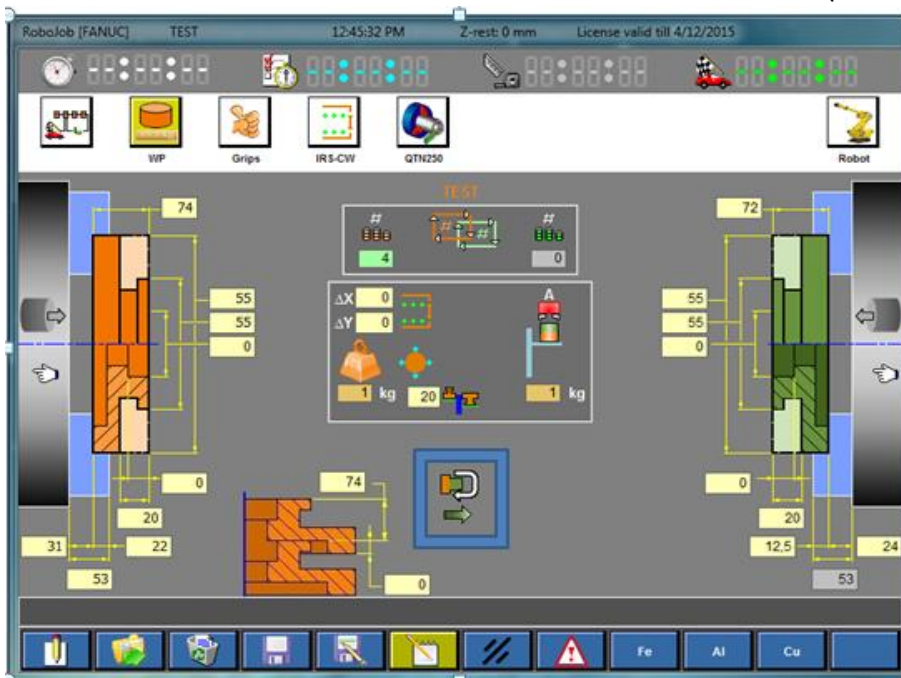 RoboJob [FANUC] TEST 12:45:32 PM Z-rest: 0 mm License valid till 4/12/2015
WP Grips IRS-CW QTN250 Robot
TEST
74 72
# # # #
4 0
55 ΔX 0 A 55
55 ΔY 0 55
0 0
1 kg 20 1 kg
0 74 0
20 20
31 22 12,5 24
53 0 53
Fe Al Cu